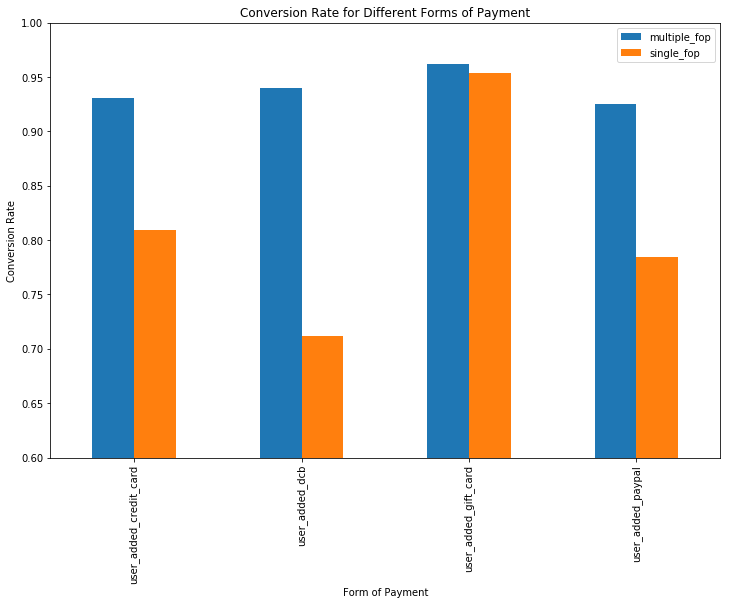 Conversion Rate for Different Forms of Payment
multiple_fop
single_fop
Conversion Rate
1.00
0.95
0.90
0.85
0.80
0.75
0.70
0.65
0.60
user_added_credit_card
user_added_dcb
user_added_gift_card
user_added_paypal
Form of Payment